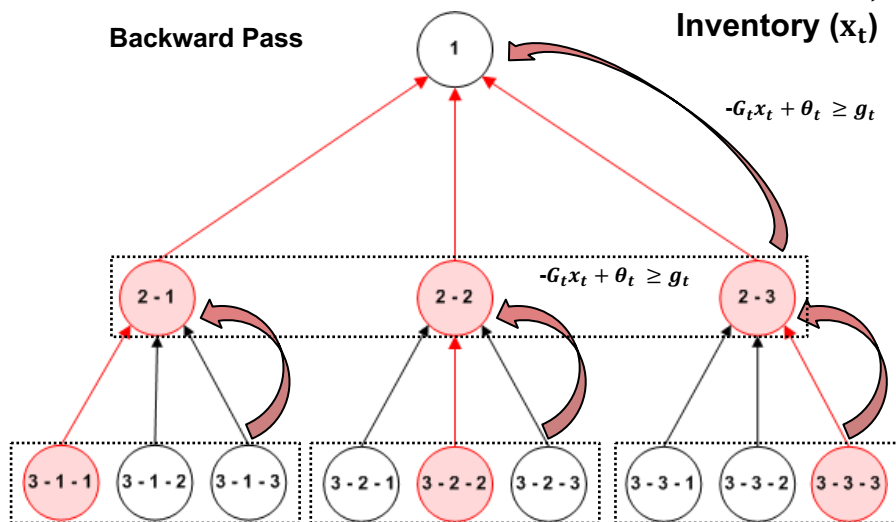 Backward Pass
Inventory (xₜ)
1
-Gₜxₜ + θₜ ≥ gₜ
-Gₜxₜ + θₜ ≥ gₜ
2 - 1
2 - 2
2 - 3
3 - 1 - 1
3 - 1 - 2
3 - 1 - 3
3 - 2 - 1
3 - 2 - 2
3 - 2 - 3
3 - 3 - 1
3 - 3 - 2
3 - 3 - 3